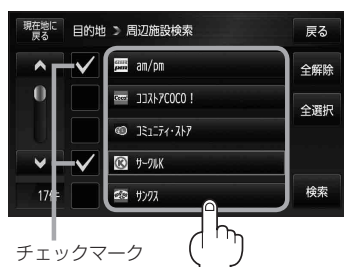 現在地に
戻る
目的地 周辺施設検索
戻る
am/pm
全解除
ココストアCOCO！
全選択
コミュニティ・ストア
サークルK
17件
サンクス
検索
チェックマーク